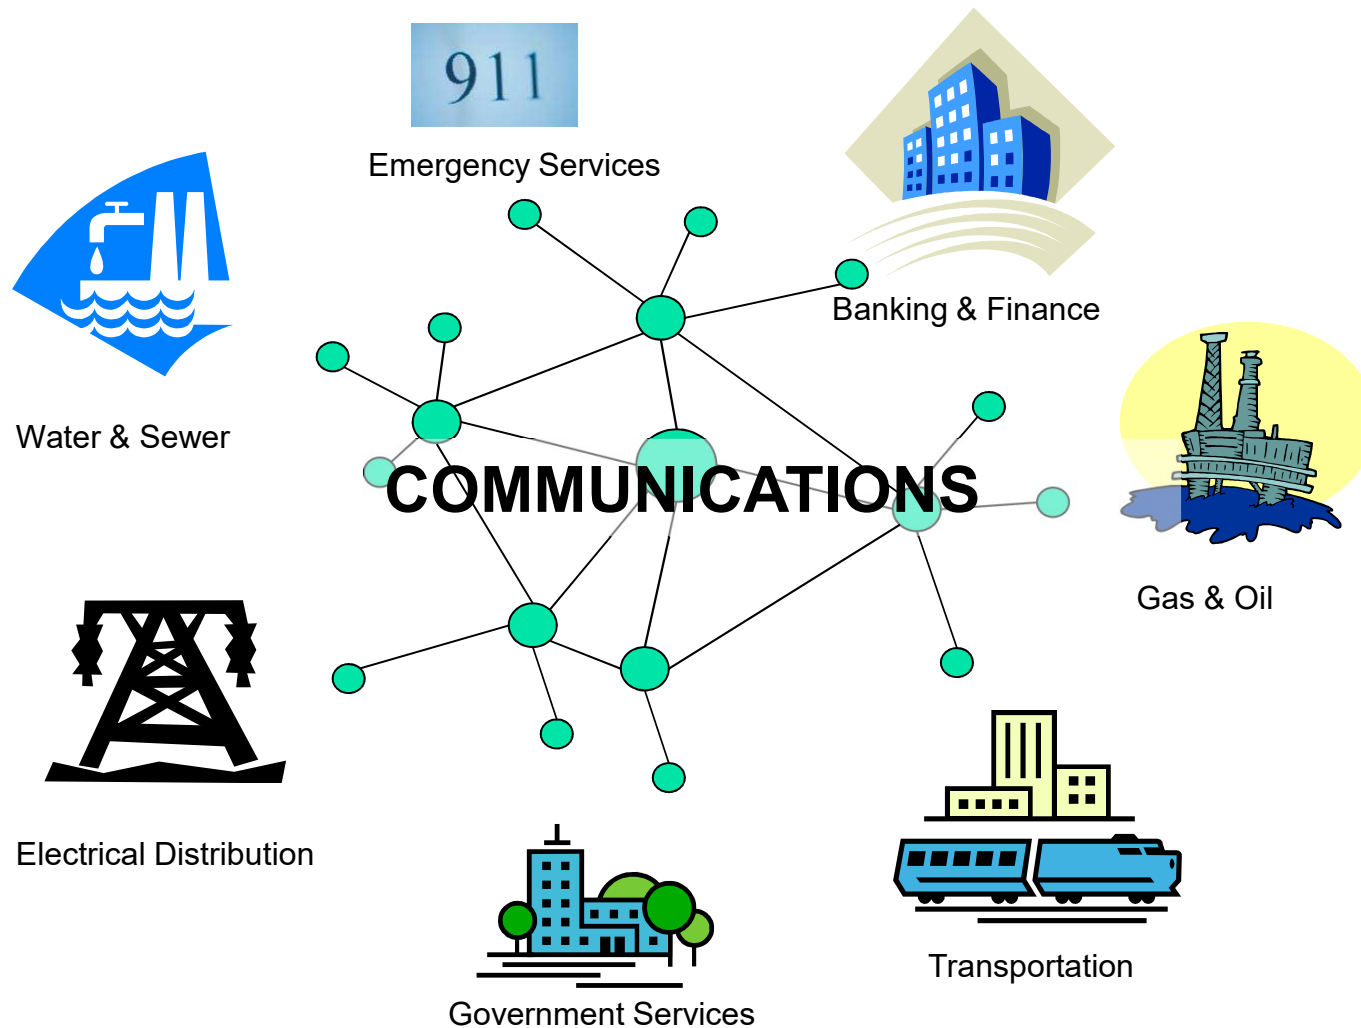 911
Emergency Services
Banking & Finance
Water & Sewer
COMMUNICATIONS
Gas & Oil
Electrical Distribution
Transportation
Government Services